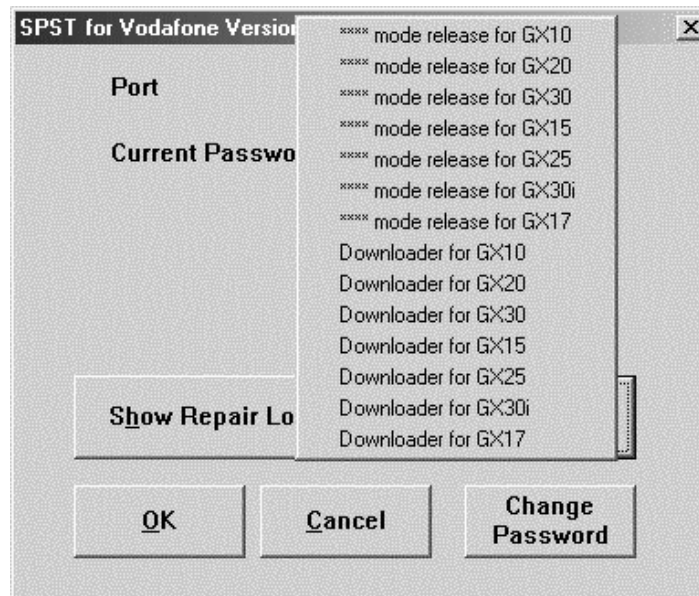 SPST for Vodafone Version
Port
Current Passwo
**** mode release for GX10
**** mode release for GX20
**** mode release for GX30
**** mode release for GX15
**** mode release for GX25
**** mode release for GX30i
**** mode release for GX17
Downloader for GX10
Downloader for GX20
Downloader for GX30
Downloader for GX15
Downloader for GX25
Downloader for GX30i
Downloader for GX17
Show Repair Lo
OK
Cancel
Change
Password